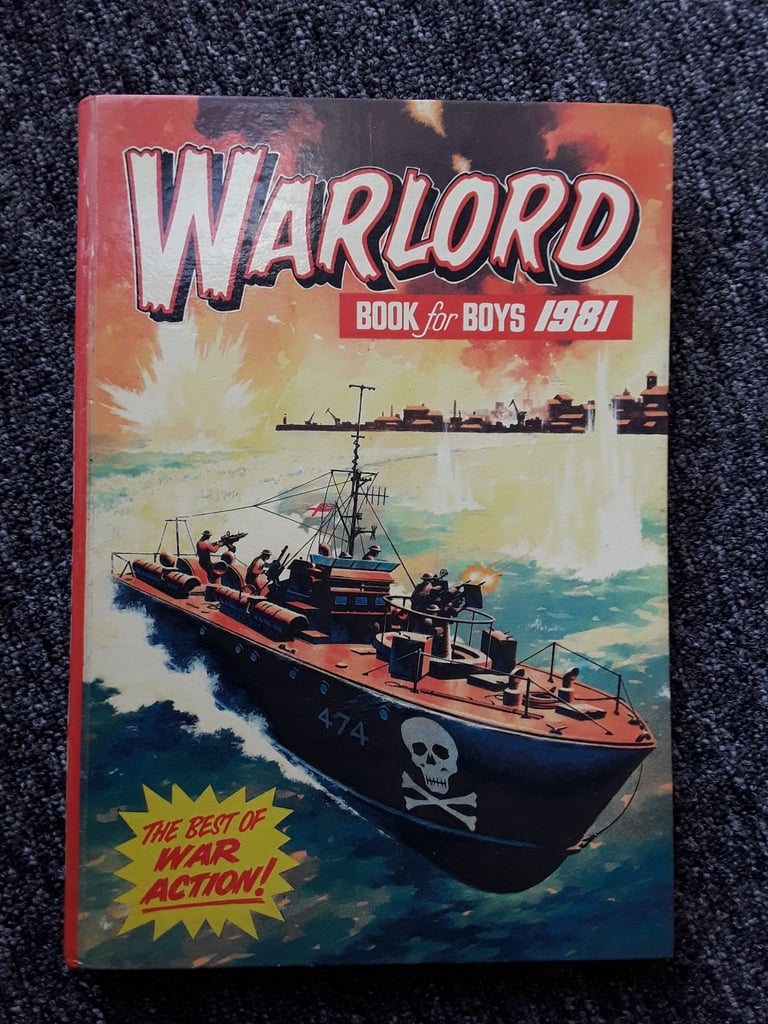 WARLORD
BOOK for BOYS 1981
474
THE BEST OF
WAR
ACTION!